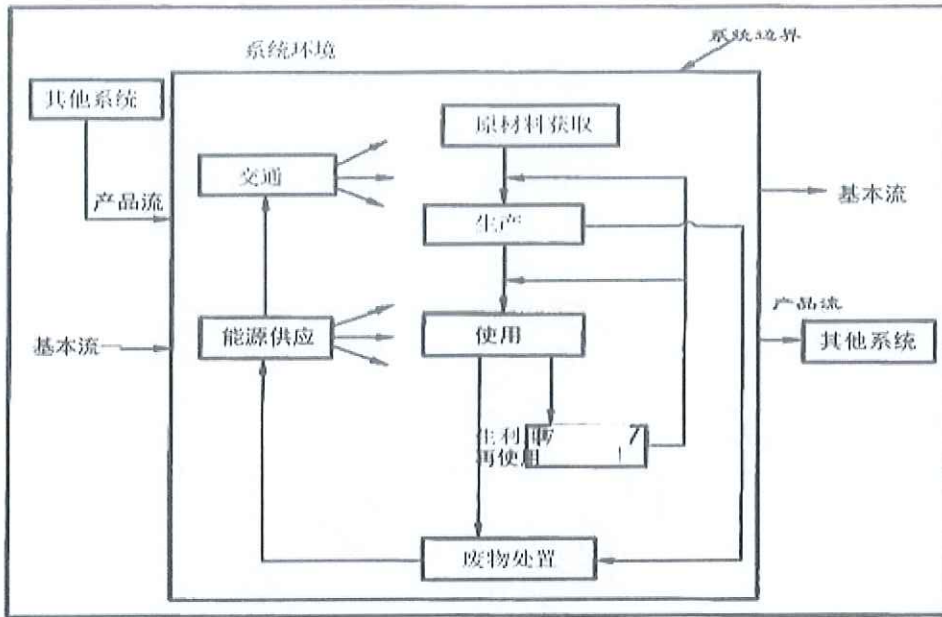 系统环境
系统边界
其他系统
原材料获取
交通
产品流
基本流
生产
产品流
能源供应
使用
基本流
其他系统
再使用
废物处置